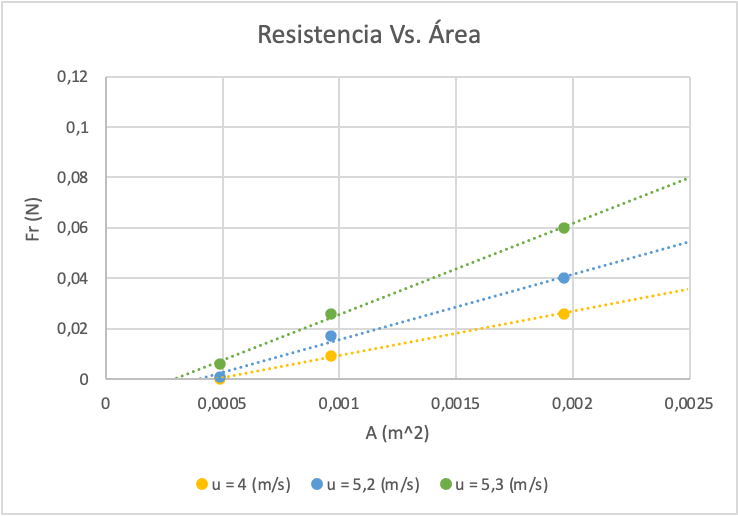 Resistencia Vs. Área
Fr (N)
0,12
0,1
0,08
0,06
0,04
0,02
0
0 0,0005 0,001 0,0015 0,002 0,0025
A (m^2)
u = 4 (m/s) u = 5,2 (m/s) u = 5,3 (m/s)